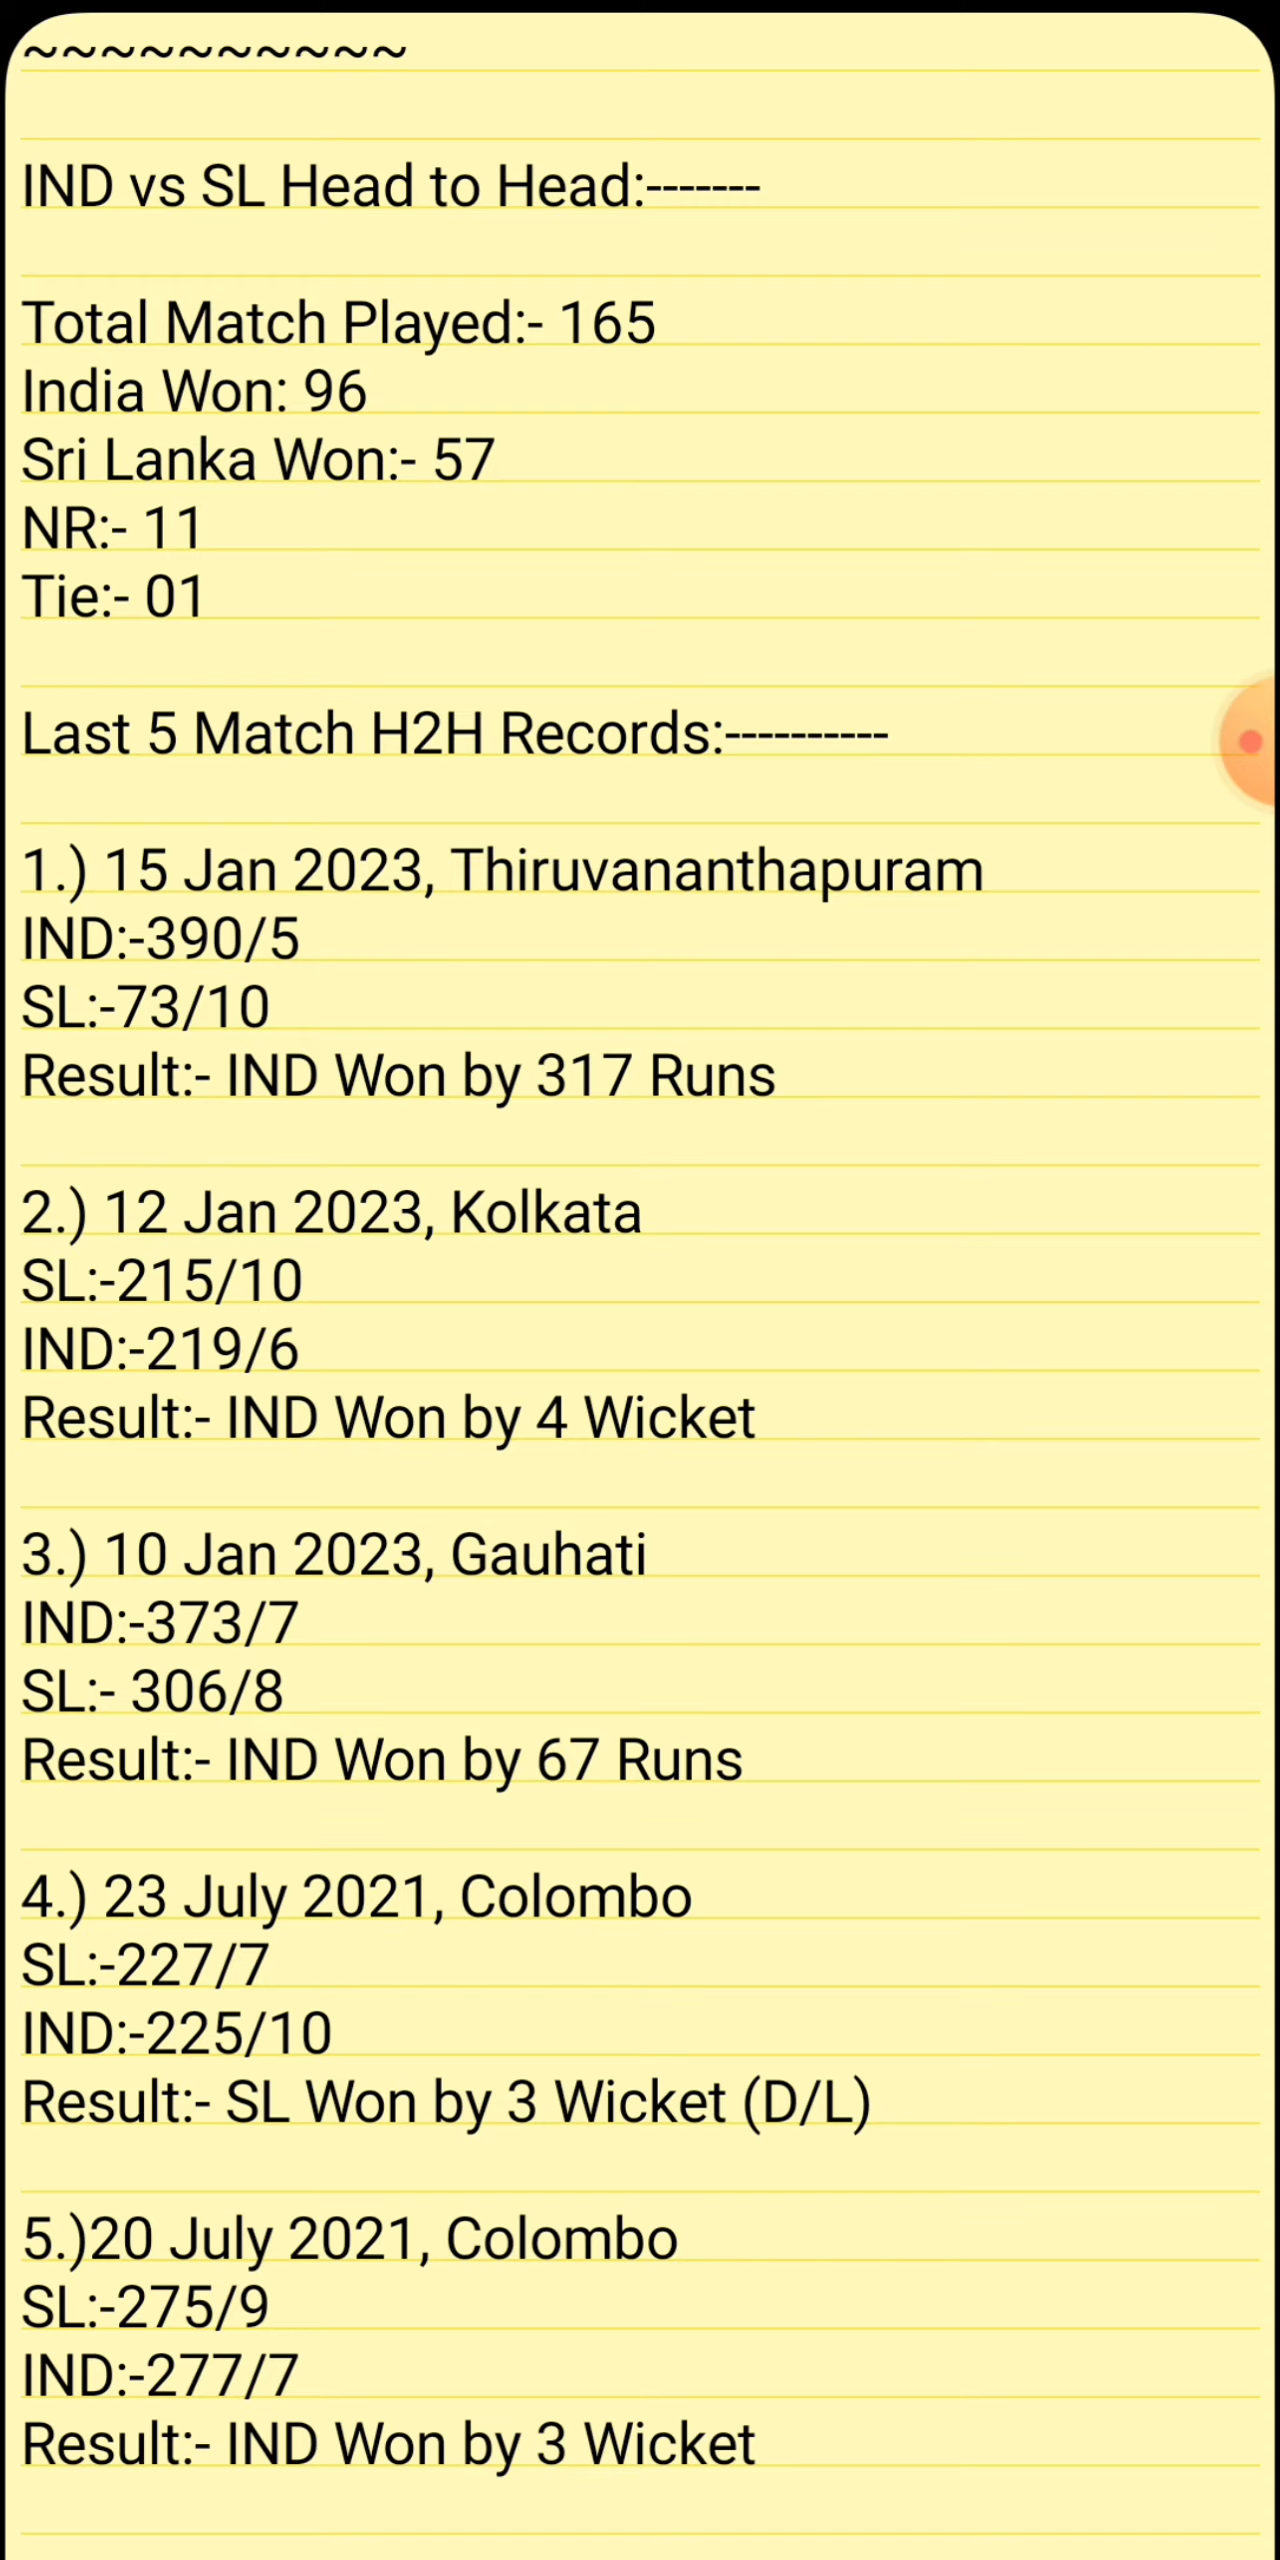 ~~~~~~~~~~
IND vs SL Head to Head:-------
Total Match Played:- 165
India Won: 96
Sri Lanka Won:- 57
NR:- 11
Tie:- 01
Last 5 Match H2H Records:----------
1.) 15 Jan 2023, Thiruvananthapuram
IND:-390/5
SL:-73/10
Result:- IND Won by 317 Runs
2.) 12 Jan 2023, Kolkata
SL:-215/10
IND:-219/6
Result:- IND Won by 4 Wicket
3.) 10 Jan 2023, Gauhati
IND:-373/7
SL:- 306/8
Result:- IND Won by 67 Runs
4.) 23 July 2021, Colombo
SL:-227/7
IND:-225/10
Result:- SL Won by 3 Wicket (D/L)
5.)20 July 2021, Colombo
SL:-275/9
IND:-277/7
Result:- IND Won by 3 Wicket